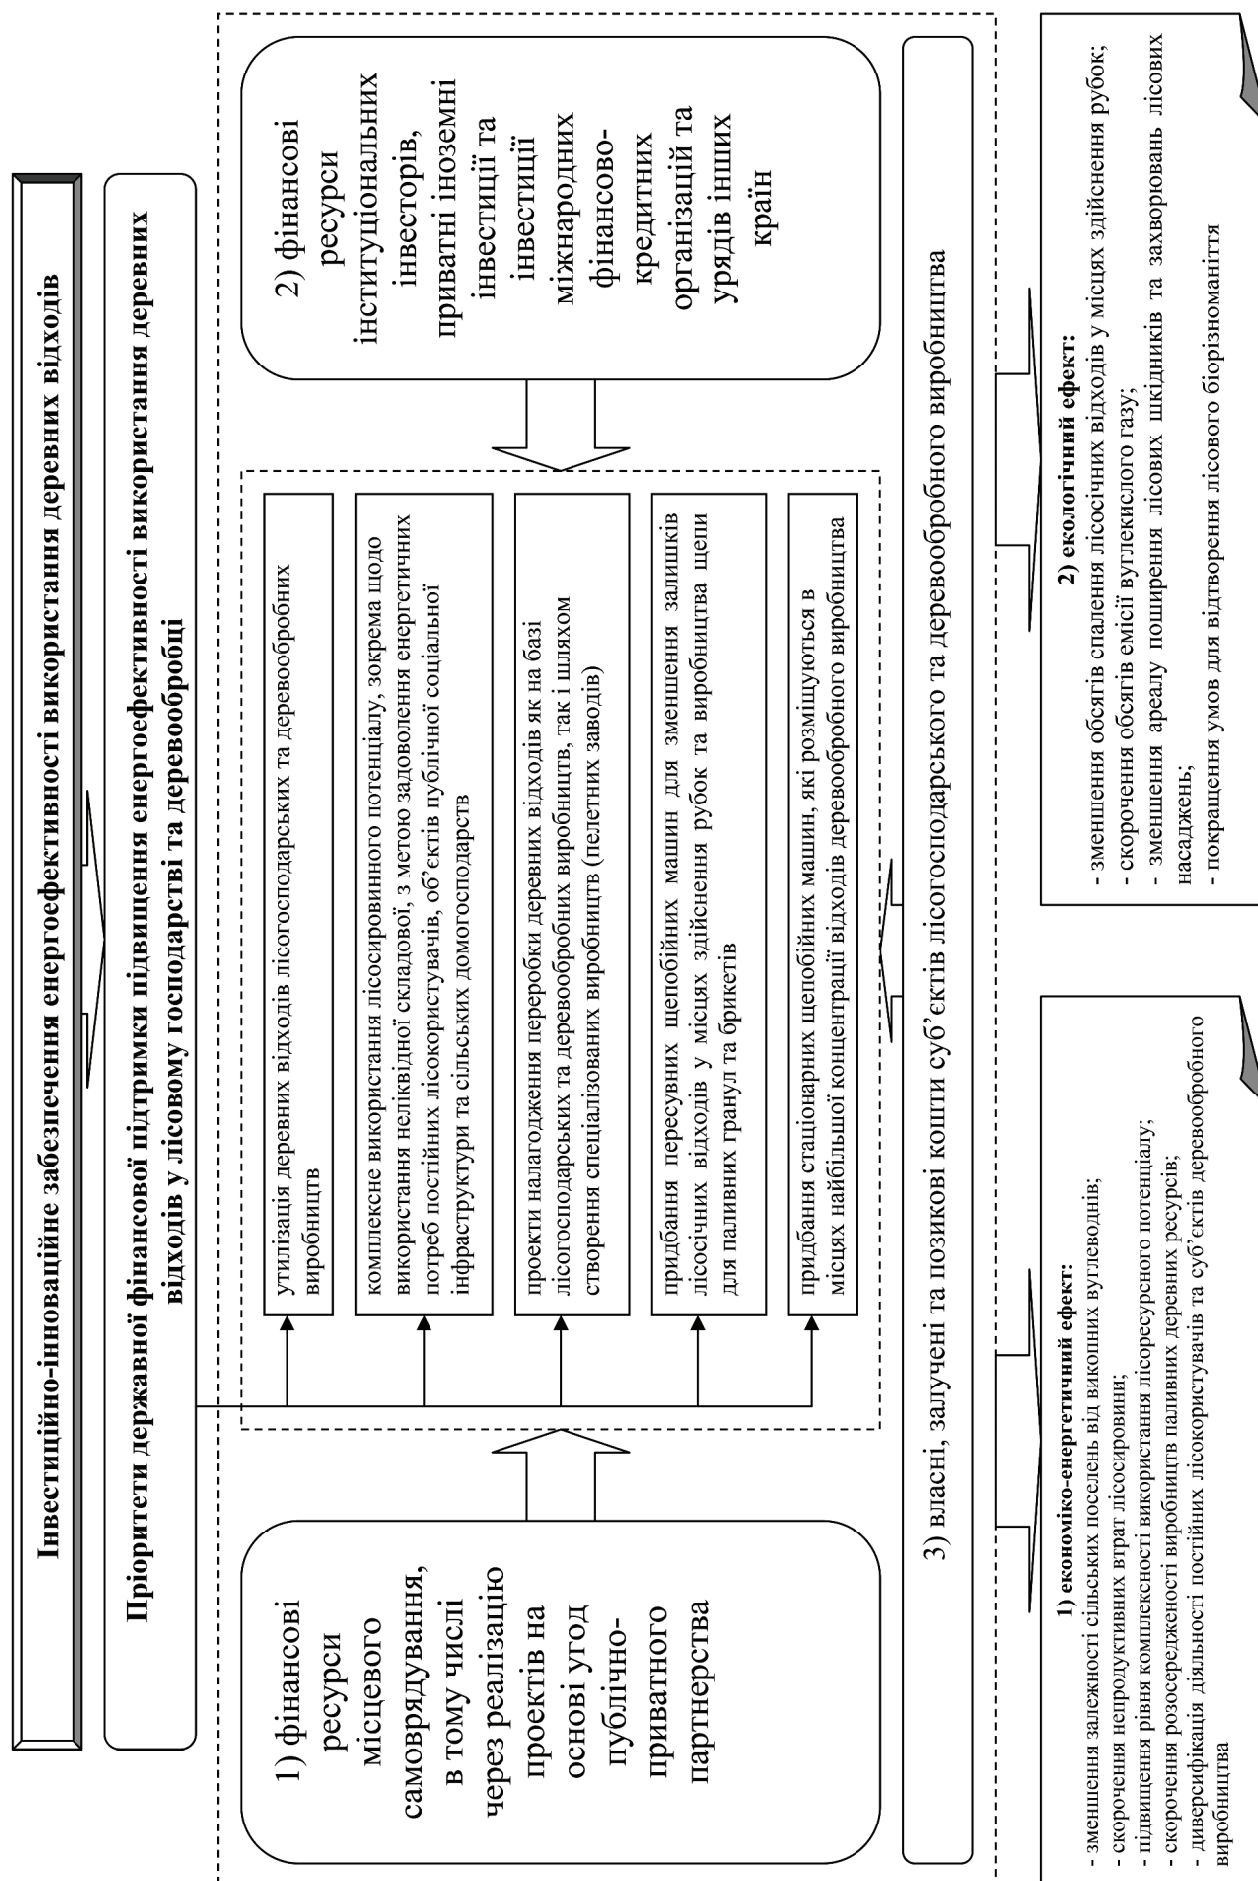 Інвестиційно-інноваційне забезпечення енергоефективності використання деревних відходів
Пріоритети державної фінансової підтримки підвищення енергоефективності використання деревних
відходів у лісовому господарстві та деревообробці
1) фінансові
ресурси
місцевого
самоврядування,
в тому числі
через реалізацію
проектів на
основі угод
публічно-
приватного
партнерства
утилізація деревних відходів лісогосподарських та деревообробних
виробництв
комплексне використання лісосировинного потенціалу, зокрема щодо
використання неліквідної складової, з метою задоволення енергетичних
потреб постійних лісокористувачів, об’єктів публічної соціальної
інфраструктури та сільських домогосподарств
проекти налагодження переробки деревних відходів як на базі
лісогосподарських та деревообробних виробництв, так і шляхом
створення спеціалізованих виробництв (пелетних заводів)
придбання пересувних щепобійних машин для зменшення залишків
лісосічних відходів у місцях здійснення рубок та виробництва щепи
для паливних гранул та брикетів
придбання стаціонарних щепобійних машин, які розміщуються в
місцях найбільшої концентрації відходів деревообробного виробництва
2) фінансові
ресурси
інституціональних
інвесторів,
приватні іноземні
інвестиції та
інвестиції
міжнародних
фінансово-
кредитних
організацій та
урядів інших
країн
3) власні, залучені та позикові кошти суб’єктів лісогосподарського та деревообробного виробництва
1) економіко-енергетичний ефект:
- зменшення залежності сільських поселень від викопних вуглеводнів;
- скорочення непродуктивних втрат лісосировини;
- підвищення рівня комплексності використання лісоресурсного потенціалу;
- скорочення розосередженості виробництв паливних деревних ресурсів;
- диверсифікація діяльності постійних лісокористувачів та суб’єктів деревообробного
виробництва
2) екологічний ефект:
- зменшення обсягів спалення лісосічних відходів у місцях здійснення рубок;
- скорочення обсягів емісії вуглекислого газу;
- зменшення ареалу поширення лісових шкідників та захворювань лісових
насаджень;
- покращення умов для відтворення лісового біорізноманіття